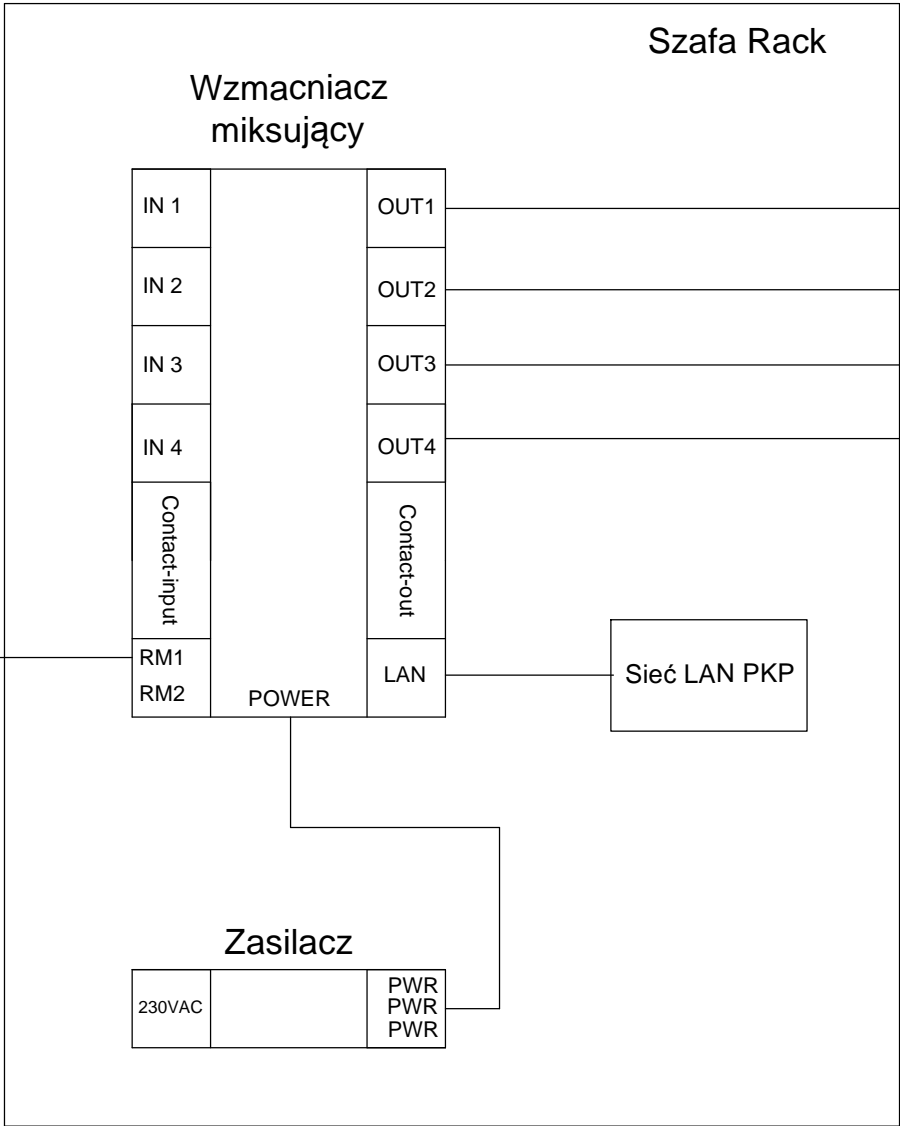 Szafa Rack
Wzmacniacz
miksujący
IN 1
OUT1
IN 2
OUT2
IN 3
OUT3
IN 4
OUT4
Contact-input
Contact-out
RM1
RM2
POWER
LAN
Sieć LAN PKP
Zasilacz
230VAC
PWR
PWR
PWR